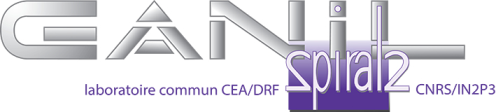 GANIL
Spiral2
laboratoire commun CEA/DRF CNRS/IN2P3